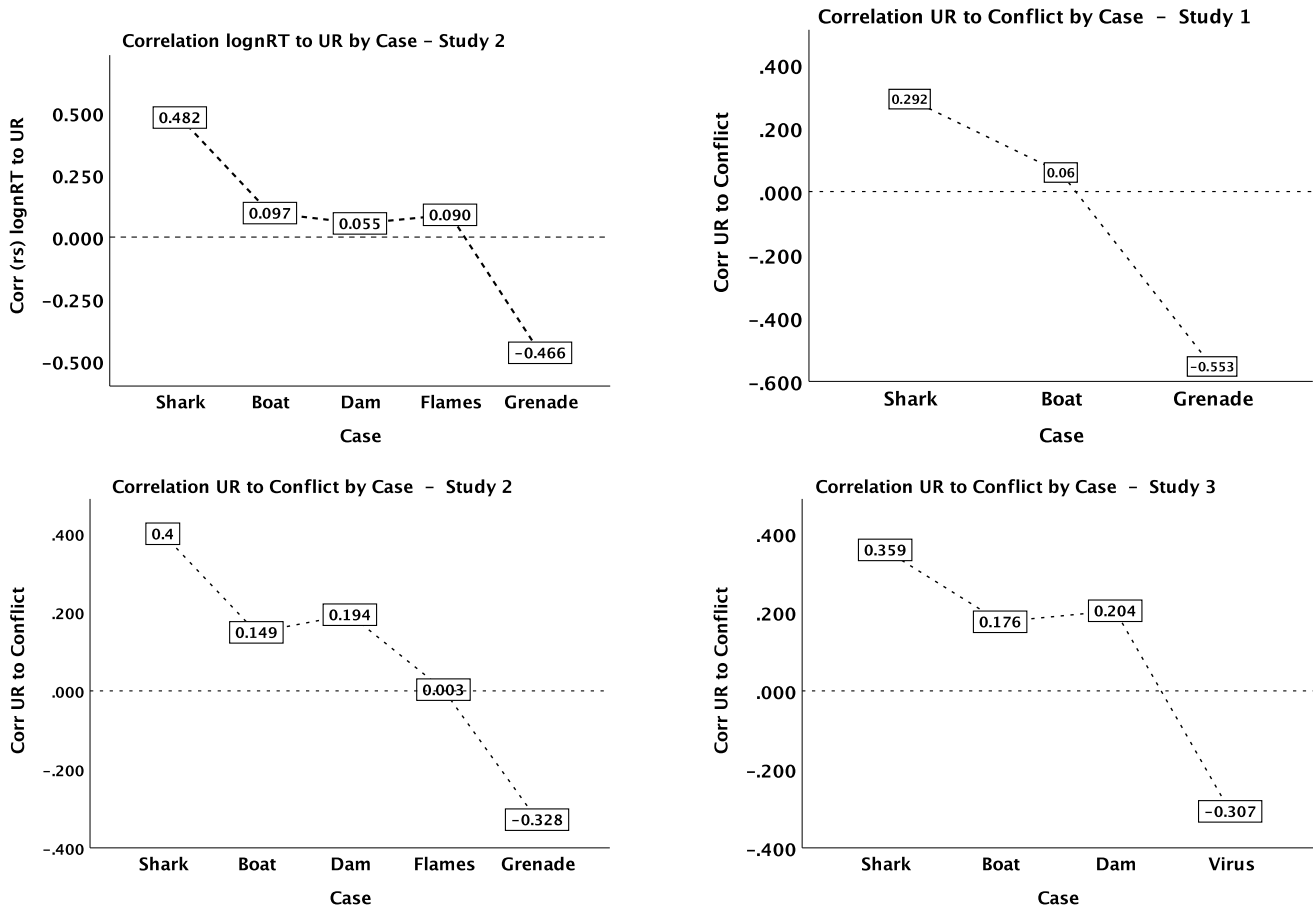 Correlation lognRT to UR by Case – Study 2
Corr (rs) lognRT to UR
0.500
0.250
0.000
–0.250
–0.500
0.482
0.097
0.055
0.090
–0.466
Shark Boat Dam Flames Grenade
Case
Correlation UR to Conflict by Case – Study 1
Corr UR to Conflict
.400
.200
.000
–.200
–.400
–.600
0.292
0.06
–0.553
Shark Boat Grenade
Case
Correlation UR to Conflict by Case – Study 2
Corr UR to Conflict
.400
.200
.000
–.200
–.400
0.4
0.149
0.194
0.003
–0.328
Shark Boat Dam Flames Grenade
Case
Correlation UR to Conflict by Case – Study 3
Corr UR to Conflict
.400
.200
.000
–.200
–.400
0.359
0.176
0.204
–0.307
Shark Boat Dam Virus
Case